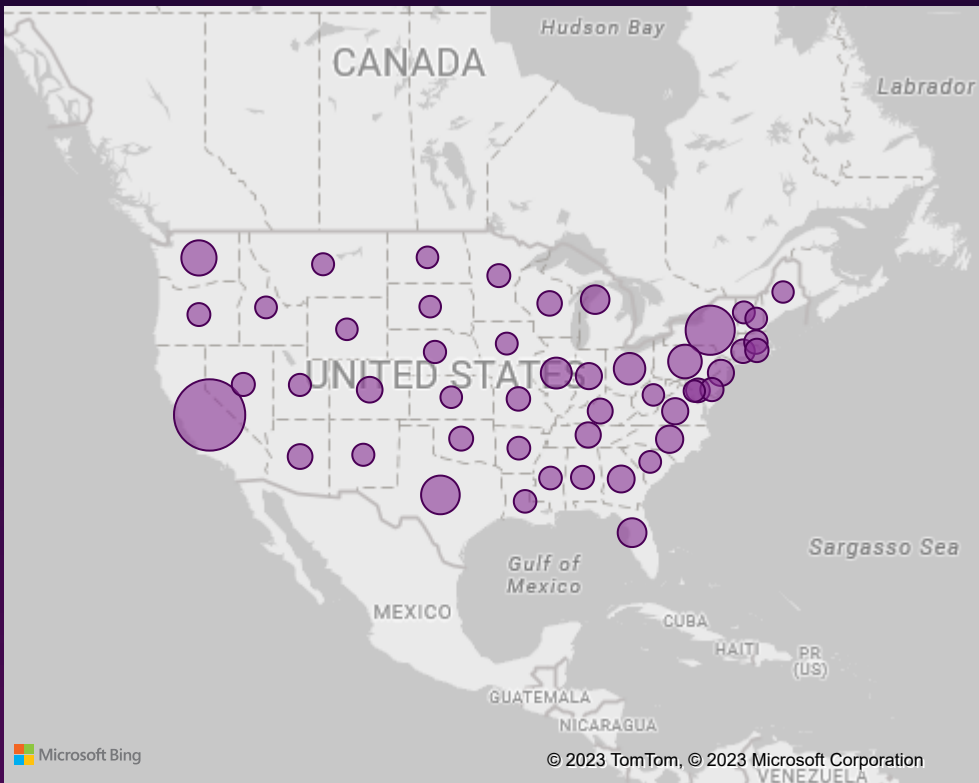 Hudson Bay
CANADA
Labrador
UNITED STATES
Sargasso Sea
Gulf of
Mexico
MEXICO
CUBA
HAITI
PR
(US)
GUATEMALA
NICARAGUA
Microsoft Bing
© 2023 TomTom, © 2023 Microsoft Corporation
VENEZUELA